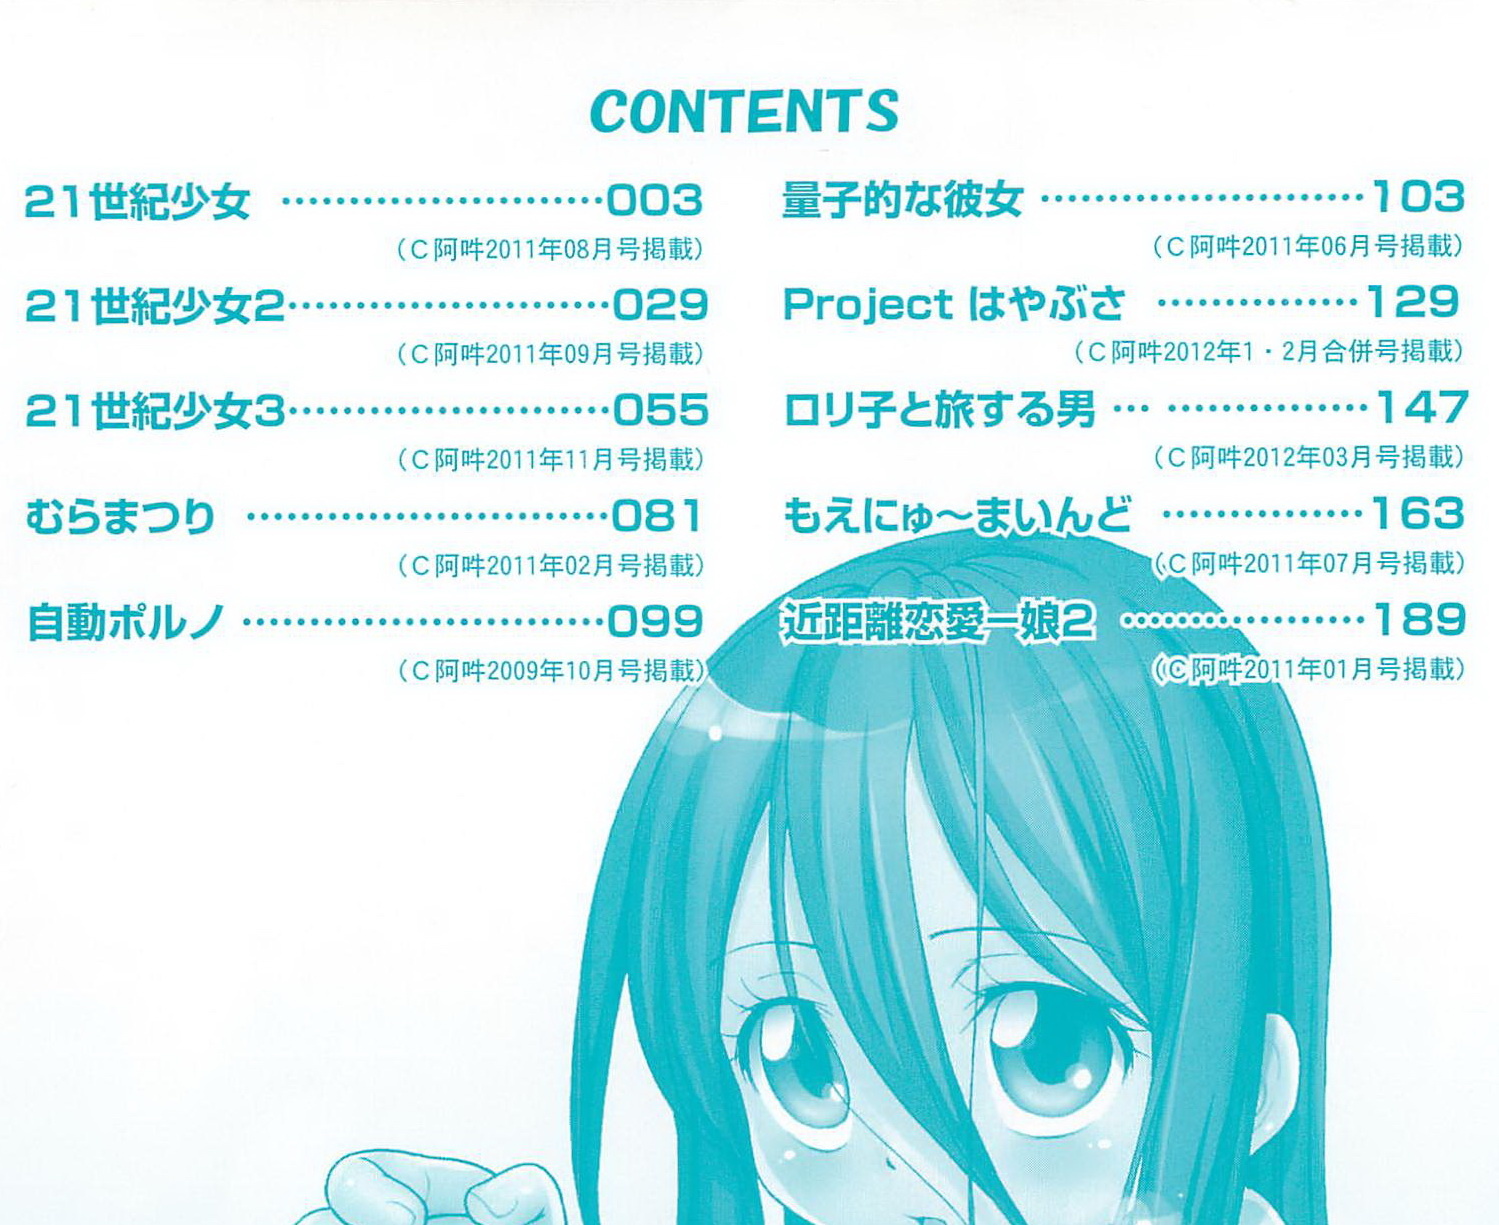 CONTENTS
21世紀少女 ……………………003
（C阿吽2011年08月号掲載）
21世紀少女2……………………029
（C阿吽2011年09月号掲載）
21世紀少女3……………………055
（C阿吽2011年11月号掲載）
むらまつり ………………………081
（C阿吽2011年02月号掲載）
自動ポルノ ………………………099
（C阿吽2009年10月号掲載）
量子的な彼女 ……………………103
（C阿吽2011年06月号掲載）
Project はやぶさ ……………129
（C阿吽2012年1・2月合併号掲載）
ロリ子と旅する男 … ……………147
（C阿吽2012年03月号掲載）
もえにゅ～まいんど ……………163
（C阿吽2011年07月号掲載）
近距離恋愛―娘2 ………………189
（C阿吽2011年01月号掲載）